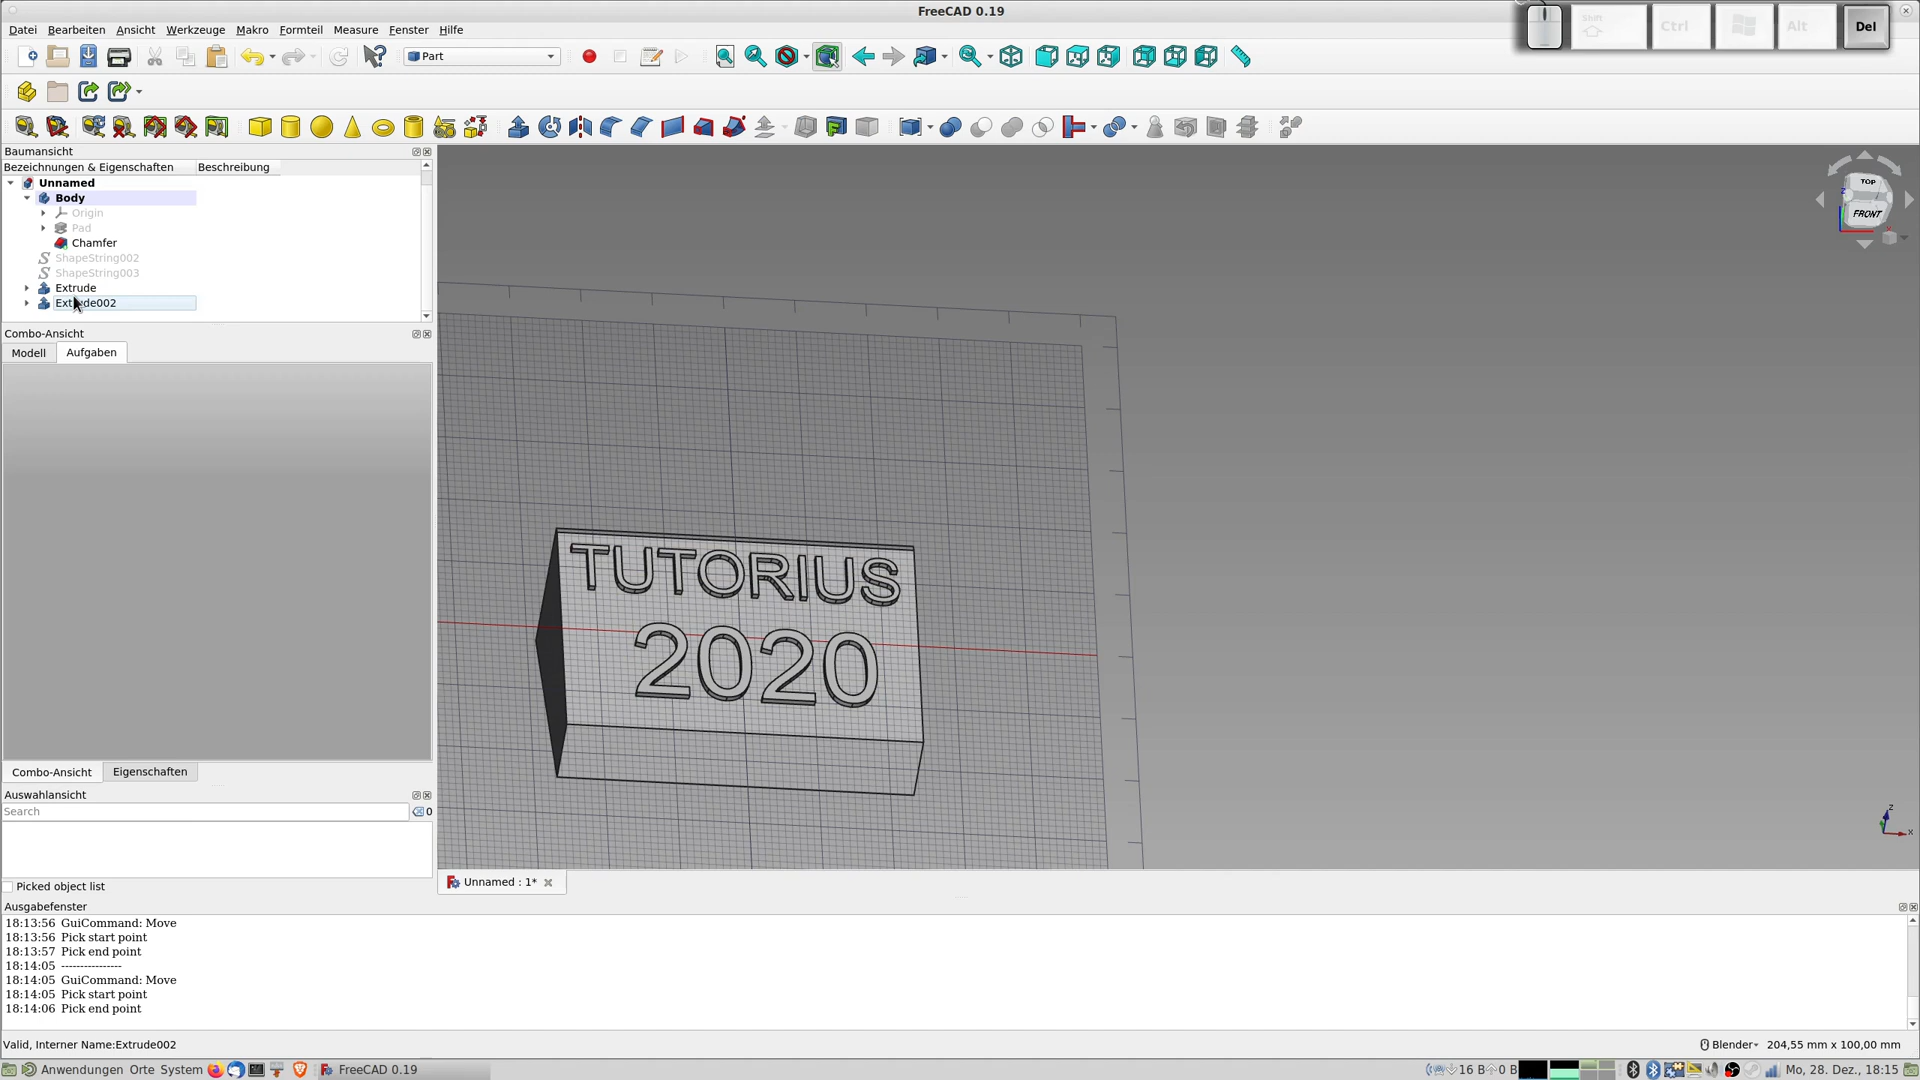 FreeCAD 0.19
Datei Bearbeiten Ansicht Werkzeuge Makro Formteil Measure Fenster Hilfe
Shift Ctrl Alt Del
Part
Baumansicht
Bezeichnungen & Eigenschaften Beschreibung
Unnamed
Body
Origin
Pad
Chamfer
ShapeString002
ShapeString003
Extrude
Extrude002
Combo-Ansicht
Modell Aufgaben
TOP
FRONT
TUTORIUS
2020
Z
X
Combo-Ansicht Eigenschaften
Auswahlansicht
Search
0
Picked object list
Unnamed : 1*
Ausgabefenster
18:13:56 GuiCommand: Move
18:13:56 Pick start point
18:13:57 Pick end point
18:14:05 ---------------
18:14:05 GuiCommand: Move
18:14:05 Pick start point
18:14:06 Pick end point
Valid, Interner Name:Extrude002
Blender 204,55 mm x 100,00 mm
Anwendungen Orte System FreeCAD 0.19 16 B 0 B Mo, 28. Dez., 18:15